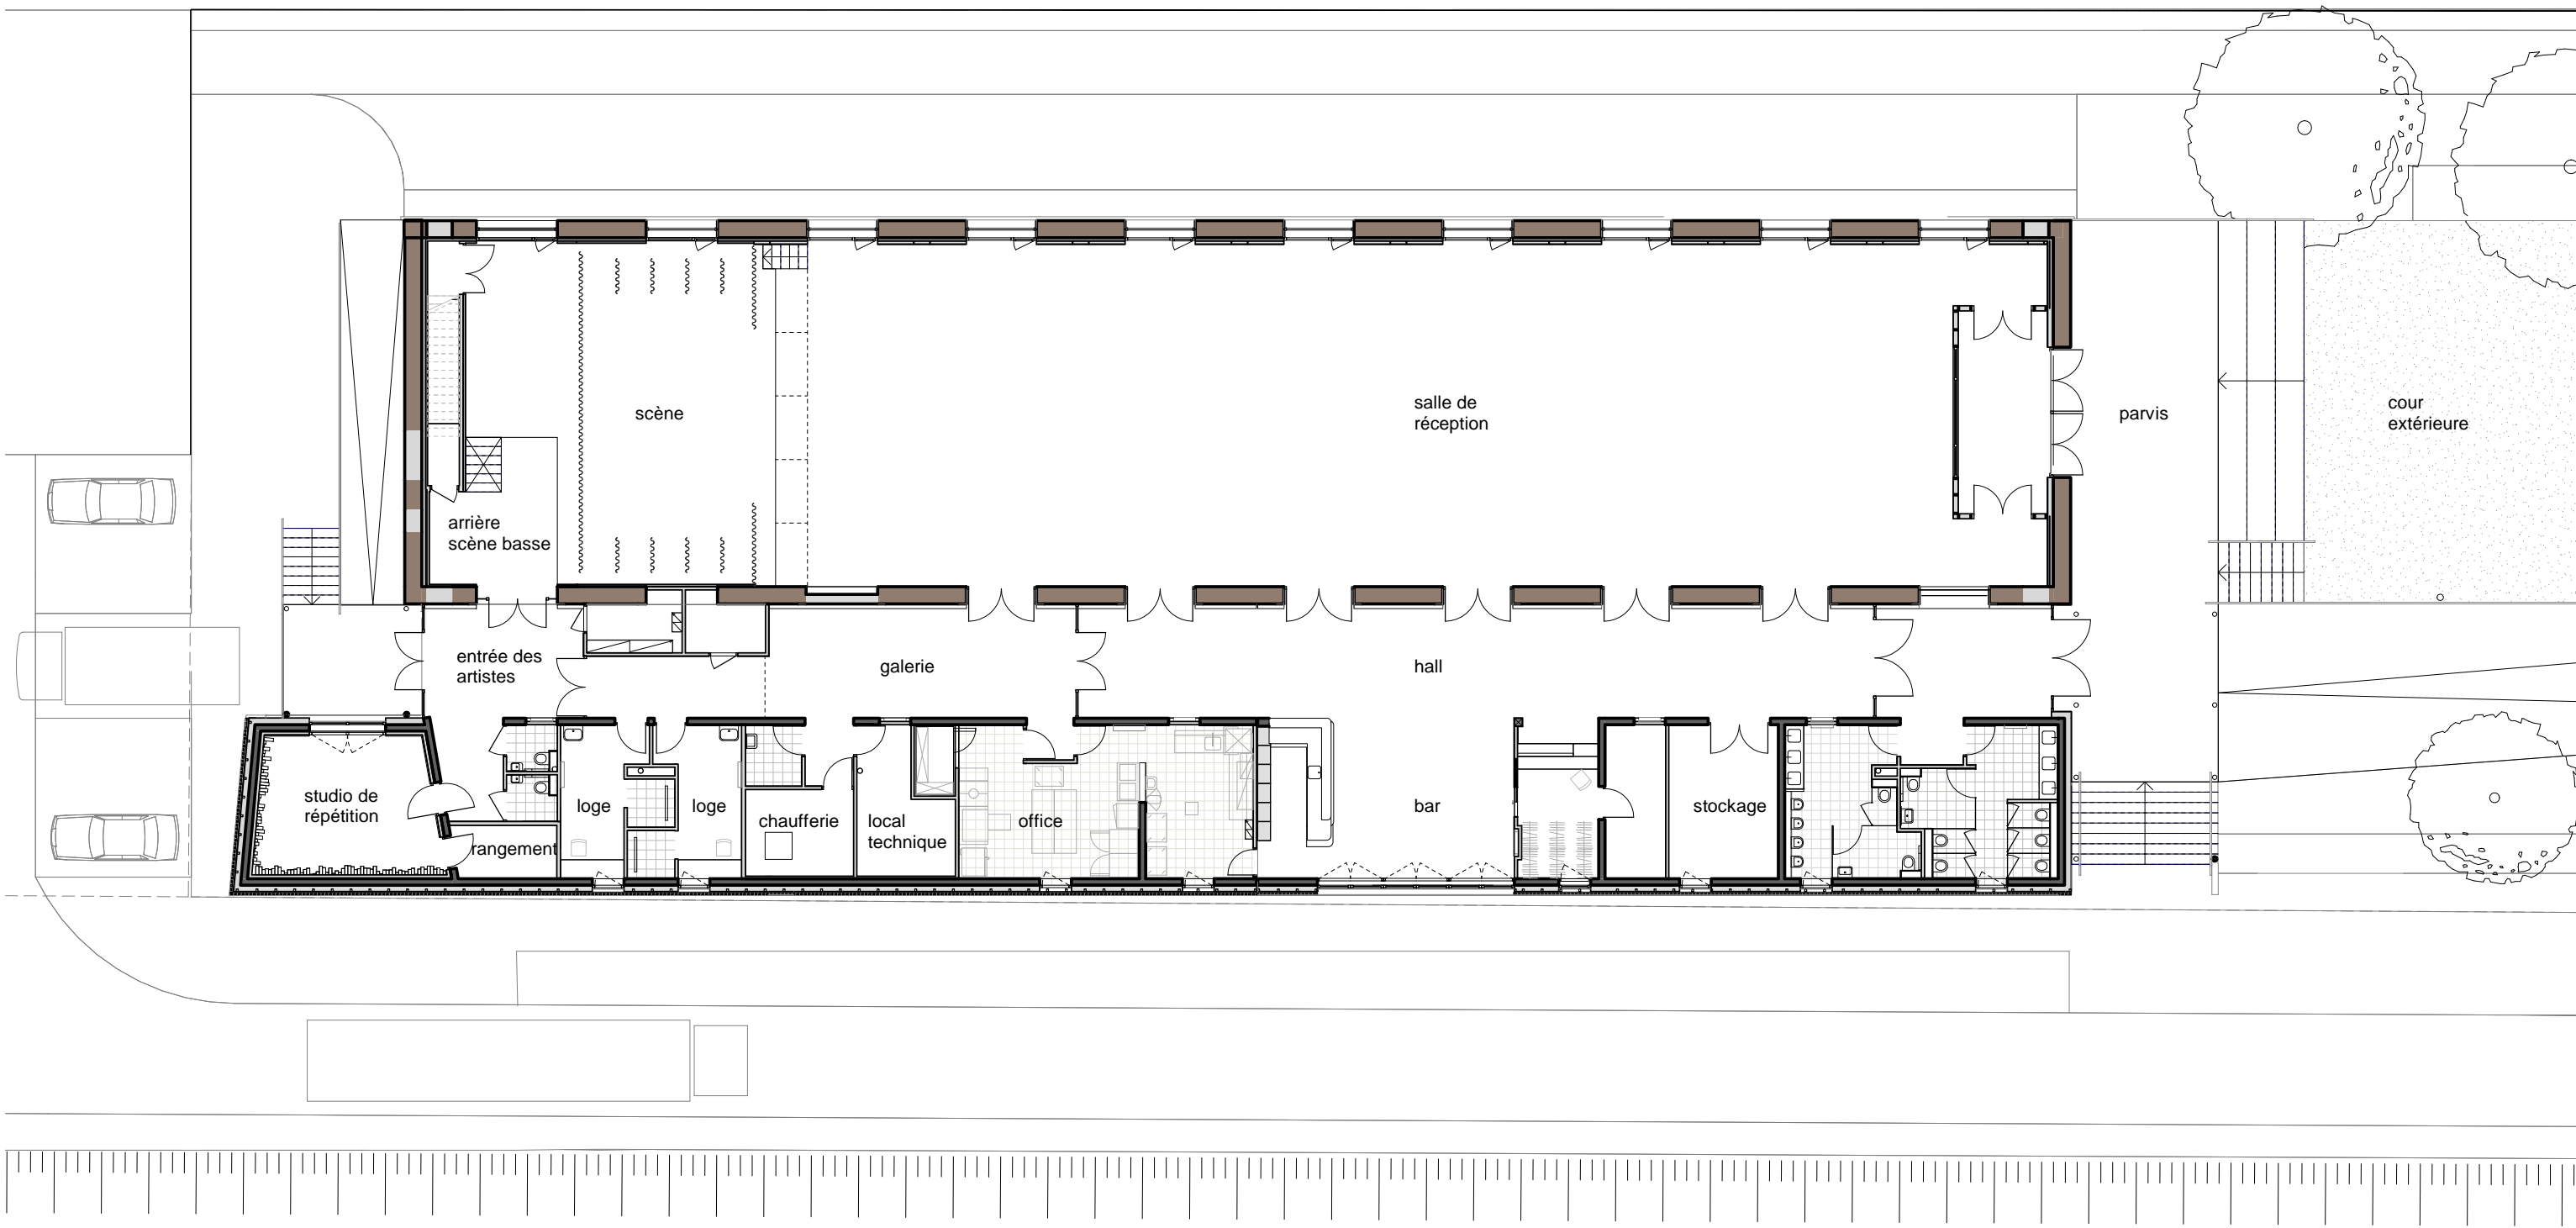 scène
salle de
réception
parvis
cour
extérieure
arrière
scène basse
entrée des
artistes
galerie
hall
studio de
répétition
loge
loge
chaufferie
local
technique
office
bar
stockage
rangement